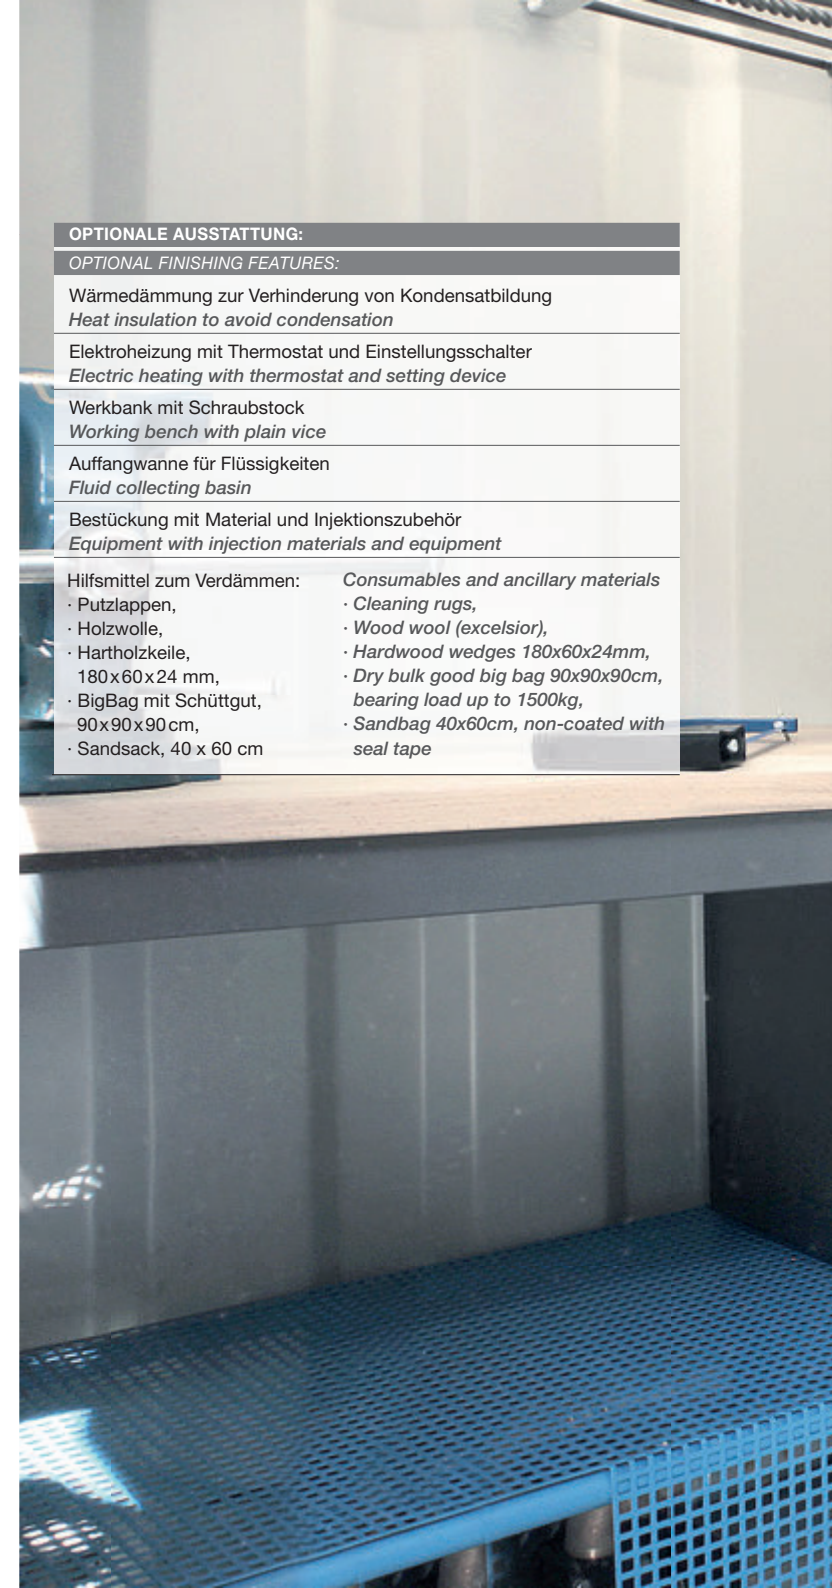 OPTIONALE AUSSTATTUNG:
OPTIONAL FINISHING FEATURES:
Wärmedämmung zur Verhinderung von Kondensatbildung
Heat insulation to avoid condensation
Elektroheizung mit Thermostat und Einstellungsschalter
Electric heating with thermostat and setting device
Werkbank mit Schraubstock
Working bench with plain vice
Auffangwanne für Flüssigkeiten
Fluid collecting basin
Bestückung mit Material und Injektionszubehör
Equipment with injection materials and equipment
Hilfsmittel zum Verdämmen:
· Putzlappen,
· Holzwolle,
· Hartholzkeile,
180x60x24 mm,
· BigBag mit Schüttgut,
90x90x90cm,
· Sandsack, 40 x 60 cm
Consumables and ancillary materials
· Cleaning rugs,
· Wood wool (excelsior),
· Hardwood wedges 180x60x24mm,
· Dry bulk good big bag 90x90x90cm,
bearing load up to 1500kg,
· Sandbag 40x60cm, non-coated with
seal tape